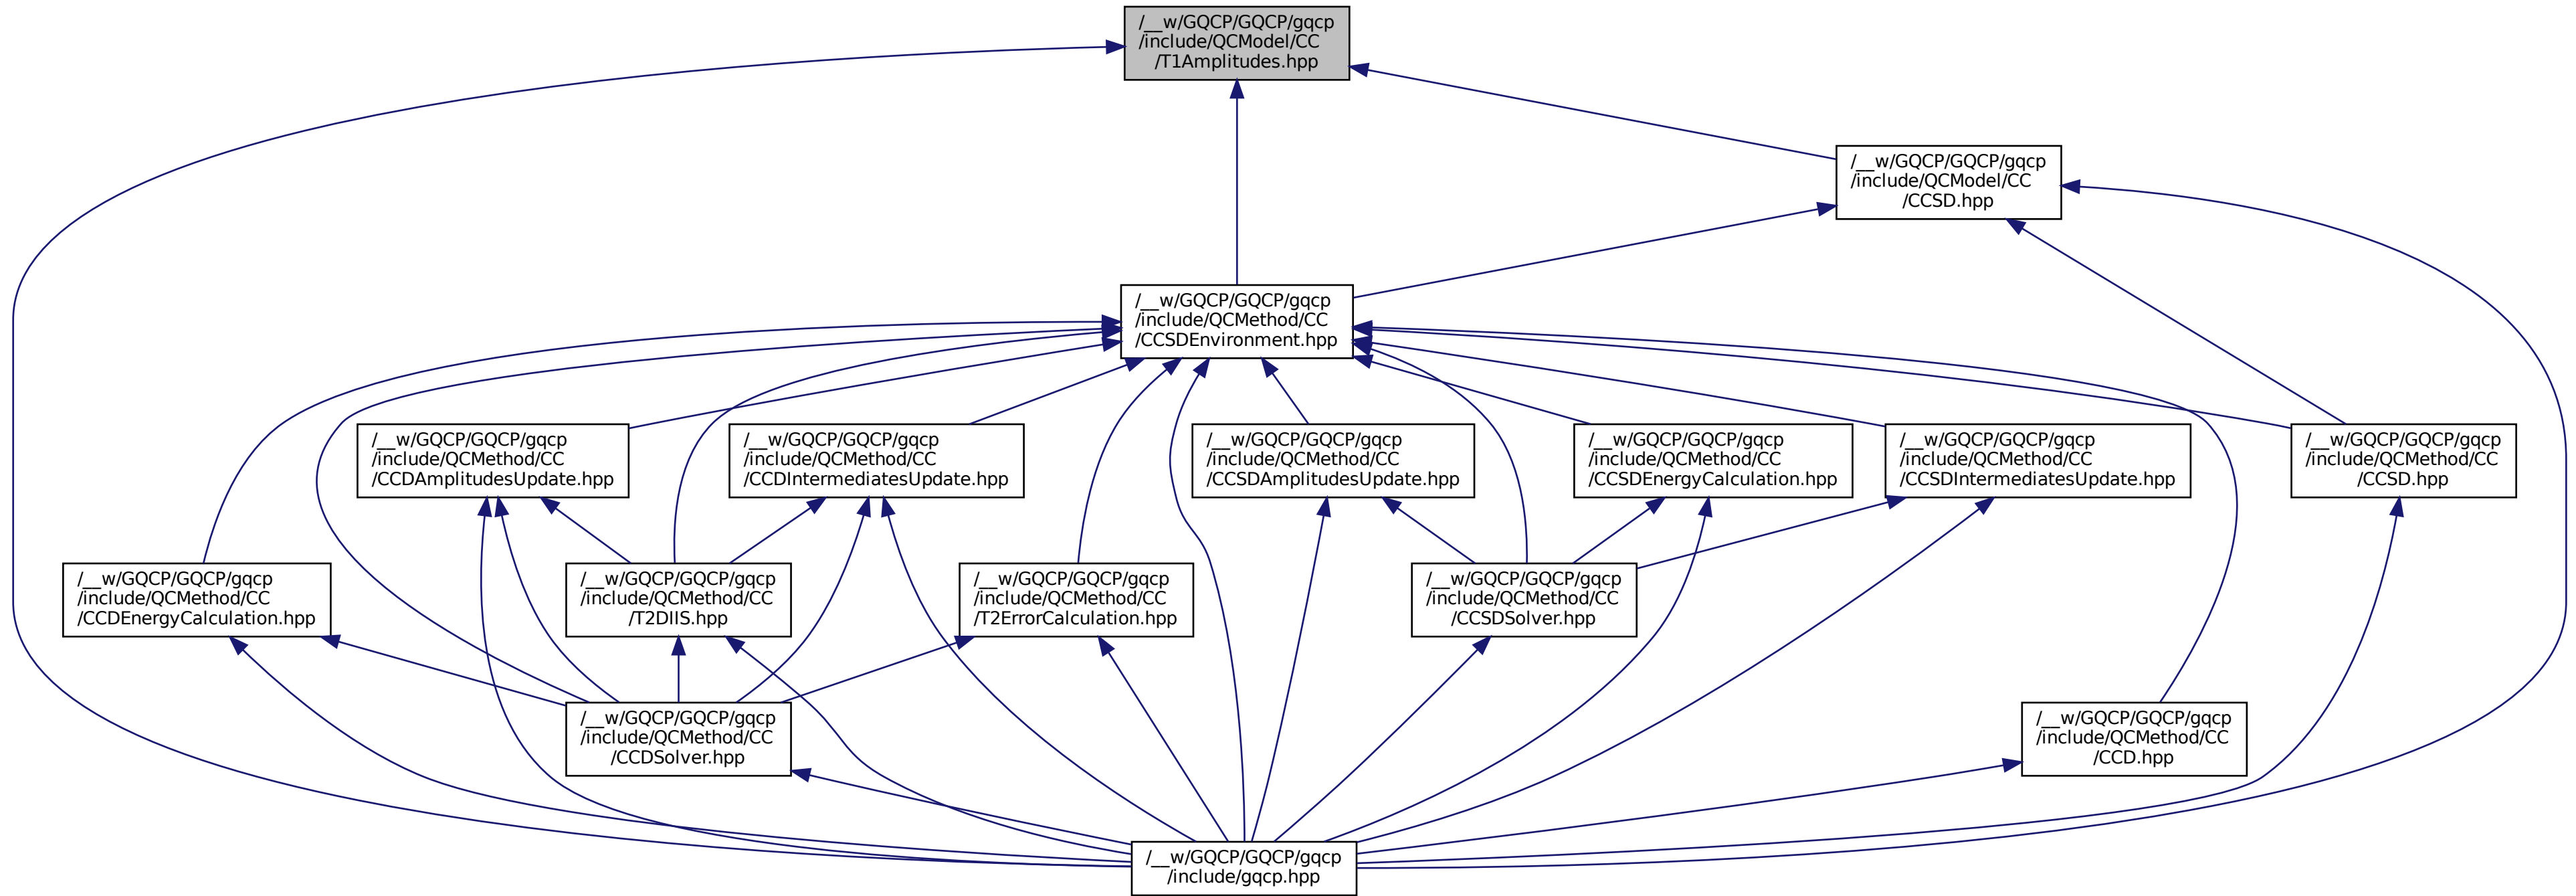 /__w/GQCP/GQCP/gqcp
/include/QCModel/CC
/T1Amplitudes.hpp
/__w/GQCP/GQCP/gqcp
/include/QCModel/CC
/CCSD.hpp
/__w/GQCP/GQCP/gqcp
/include/QCMethod/CC
/CCSDEnvironment.hpp
/__w/GQCP/GQCP/gqcp
/include/QCMethod/CC
/CCDAmplitudesUpdate.hpp
/__w/GQCP/GQCP/gqcp
/include/QCMethod/CC
/CCDIntermediatesUpdate.hpp
/__w/GQCP/GQCP/gqcp
/include/QCMethod/CC
/CCSDAmplitudesUpdate.hpp
/__w/GQCP/GQCP/gqcp
/include/QCMethod/CC
/CCSDEnergyCalculation.hpp
/__w/GQCP/GQCP/gqcp
/include/QCMethod/CC
/CCSDIntermediatesUpdate.hpp
/__w/GQCP/GQCP/gqcp
/include/QCMethod/CC
/CCSD.hpp
/__w/GQCP/GQCP/gqcp
/include/QCMethod/CC
/CCDEnergyCalculation.hpp
/__w/GQCP/GQCP/gqcp
/include/QCMethod/CC
/T2DIIS.hpp
/__w/GQCP/GQCP/gqcp
/include/QCMethod/CC
/T2ErrorCalculation.hpp
/__w/GQCP/GQCP/gqcp
/include/QCMethod/CC
/CCSDSolver.hpp
/__w/GQCP/GQCP/gqcp
/include/QCMethod/CC
/CCDSolver.hpp
/__w/GQCP/GQCP/gqcp
/include/QCMethod/CC
/CCD.hpp
/__w/GQCP/GQCP/gqcp
/include/gqcp.hpp